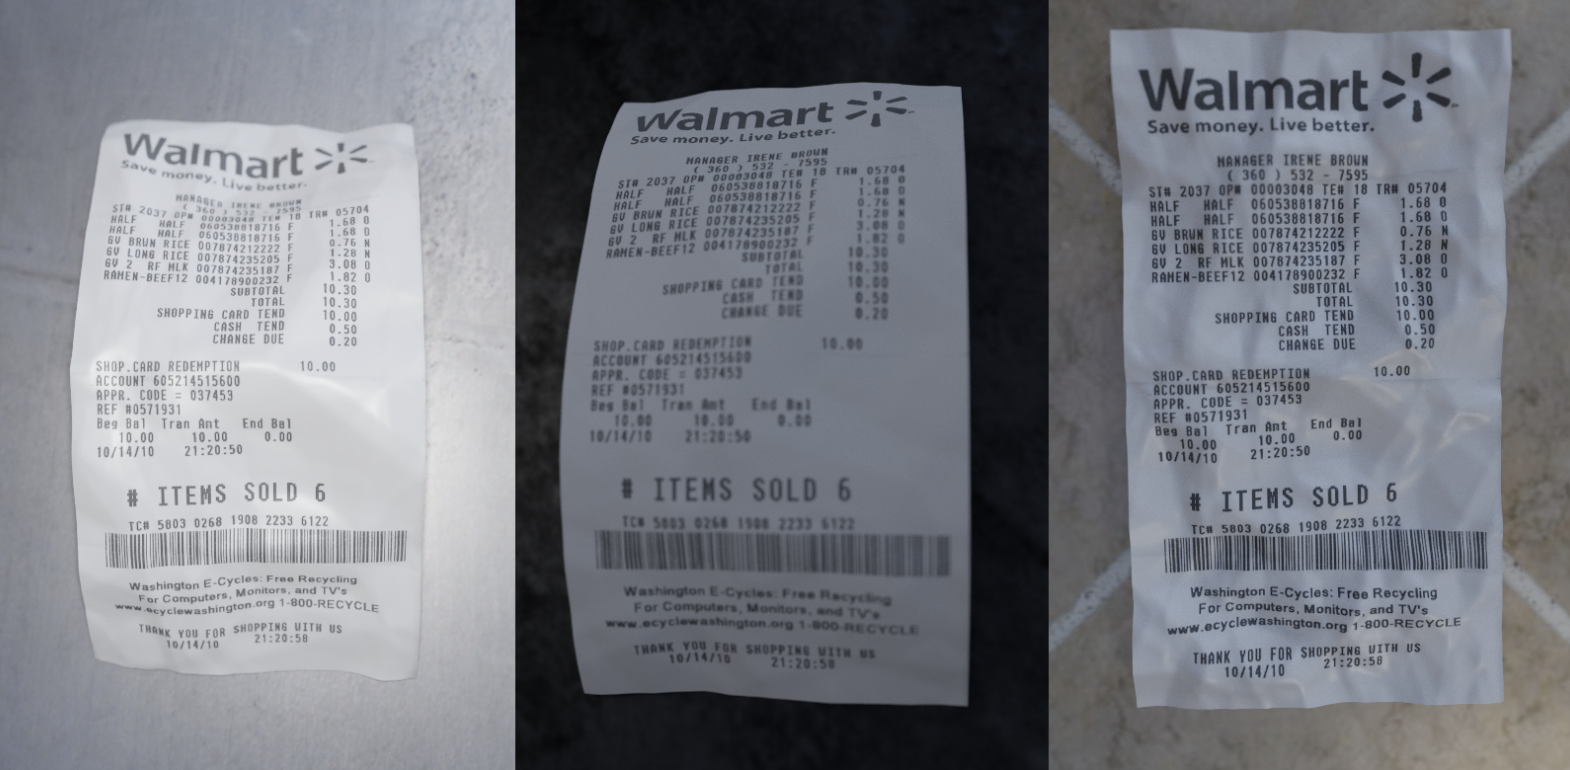 Walmart
Save money. Live better.
MANAGER IRENE BROWN
( 360 ) 532 - 7595
ST# 2037 OP# 00003048 TE# 18 TR# 05704
HALF HALF 060538818716 F 1.68 O
HALF HALF 060538818716 F 1.68 O
GV BRWN RICE 007874212222 F 0.76 N
GV LONG RICE 007874235205 F 1.28 N
GV 2 RF MLK 007874235187 F 3.08 O
RAMEN-BEEF12 004178900232 F 1.82 O
SUBTOTAL 10.30
TOTAL 10.30
SHOPPING CARD TEND 10.00
CASH TEND 0.50
CHANGE DUE 0.20
SHOP.CARD REDEMPTION 10.00
ACCOUNT 605214515600
APPR. CODE = 037453
REF #0571931
Beg Bal Tran Amt End Bal
10.00 10.00 0.00
10/14/10 21:20:50
# ITEMS SOLD 6
TC# 5803 0268 1908 2233 6122
Washington E-Cycles: Free Recycling
For Computers, Monitors, and TV's
www.ecyclewashington.org 1-800-RECYCLE
THANK YOU FOR SHOPPING WITH US
10/14/10 21:20:58
Walmart
Save money. Live better.
MANAGER IRENE BROWN
( 360 ) 532 - 7595
ST# 2037 OP# 00003048 TE# 18 TR# 05704
HALF HALF 060538818716 F 1.68 O
HALF HALF 060538818716 F 1.68 O
GV BRWN RICE 007874212222 F 0.76 N
GV LONG RICE 007874235205 F 1.28 N
GV 2 RF MLK 007874235187 F 3.08 O
RAMEN-BEEF12 004178900232 F 1.82 O
SUBTOTAL 10.30
TOTAL 10.30
SHOPPING CARD TEND 10.00
CASH TEND 0.50
CHANGE DUE 0.20
SHOP.CARD REDEMPTION 10.00
ACCOUNT 605214515600
APPR. CODE = 037453
REF #0571931
Beg Bal Tran Amt End Bal
10.00 10.00 0.00
10/14/10 21:20:50
# ITEMS SOLD 6
TC# 5803 0268 1908 2233 6122
Washington E-Cycles: Free Recycling
For Computers, Monitors, and TV's
www.ecyclewashington.org 1-800-RECYCLE
THANK YOU FOR SHOPPING WITH US
10/14/10 21:20:58
Walmart
Save money. Live better.
MANAGER IRENE BROWN
( 360 ) 532 - 7595
ST# 2037 OP# 00003048 TE# 18 TR# 05704
HALF HALF 060538818716 F 1.68 O
HALF HALF 060538818716 F 1.68 O
GV BRWN RICE 007874212222 F 0.76 N
GV LONG RICE 007874235205 F 1.28 N
GV 2 RF MLK 007874235187 F 3.08 O
RAMEN-BEEF12 004178900232 F 1.82 O
SUBTOTAL 10.30
TOTAL 10.30
SHOPPING CARD TEND 10.00
CASH TEND 0.50
CHANGE DUE 0.20
SHOP.CARD REDEMPTION 10.00
ACCOUNT 605214515600
APPR. CODE = 037453
REF #0571931
Beg Bal Tran Amt End Bal
10.00 10.00 0.00
10/14/10 21:20:50
# ITEMS SOLD 6
TC# 5803 0268 1908 2233 6122
Washington E-Cycles: Free Recycling
For Computers, Monitors, and TV's
www.ecyclewashington.org 1-800-RECYCLE
THANK YOU FOR SHOPPING WITH US
10/14/10 21:20:58